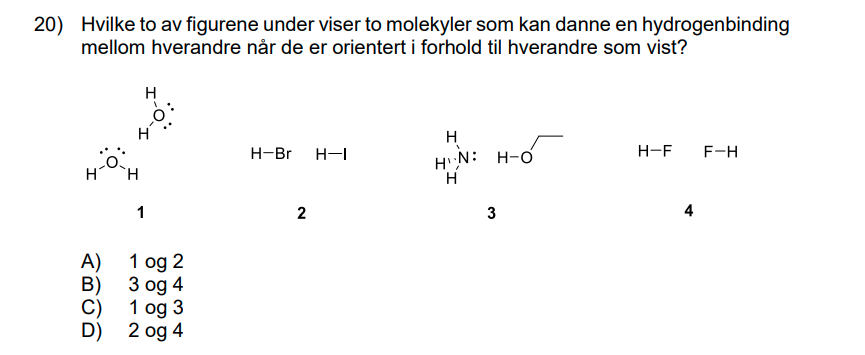 20) Hvilke to av figurene under viser to molekyler som kan danne en hydrogenbinding
mellom hverandre når de er orientert i forhold til hverandre som vist?
H
O
H
O
H H
H–Br H–I
H
H N: H–O
H
H–F F–H
1 2 3 4
A) 1 og 2
B) 3 og 4
C) 1 og 3
D) 2 og 4